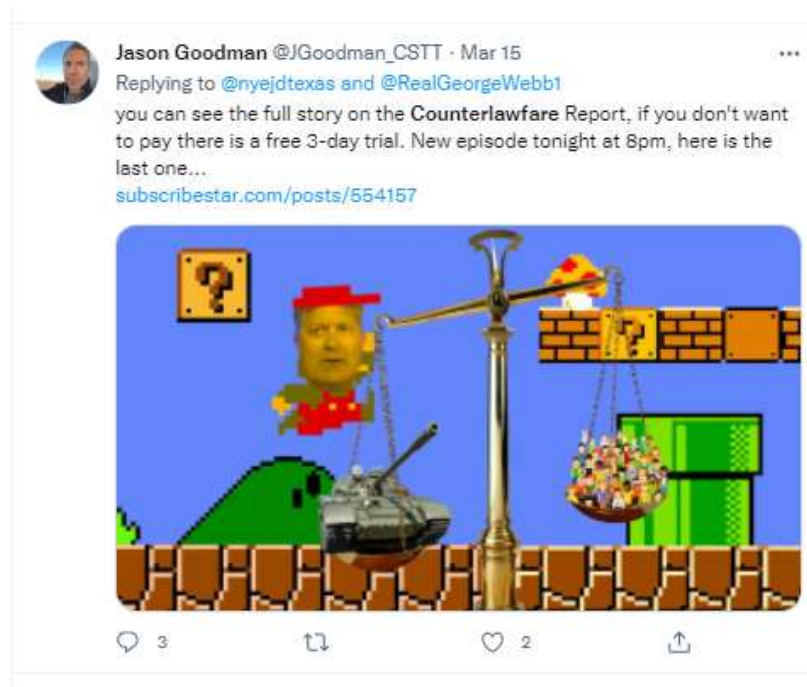 Jason Goodman @JGoodman_CSTT · Mar 15
Replying to @nyejdtexas and @RealGeorgeWebb1
you can see the full story on the Counterlawfare Report, if you don't want
to pay there is a free 3-day trial. New episode tonight at 8pm, here is the
last one...
subscribestar.com/posts/554157
?
?
3
2